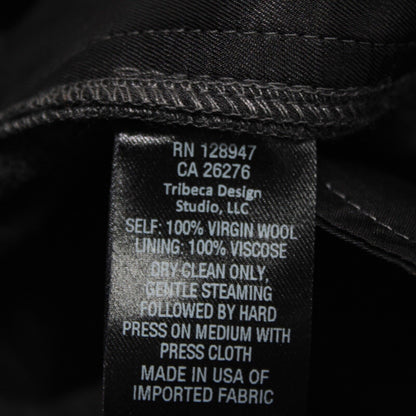 RN 128947
CA 26276
Tribeca Design
Studio, LLC
SELF: 100% VIRGIN WOOL
LINING: 100% VISCOSE
DRY CLEAN ONLY,
GENTLE STEAMING
FOLLOWED BY HARD
PRESS ON MEDIUM WITH
PRESS CLOTH
MADE IN USA OF
IMPORTED FABRIC